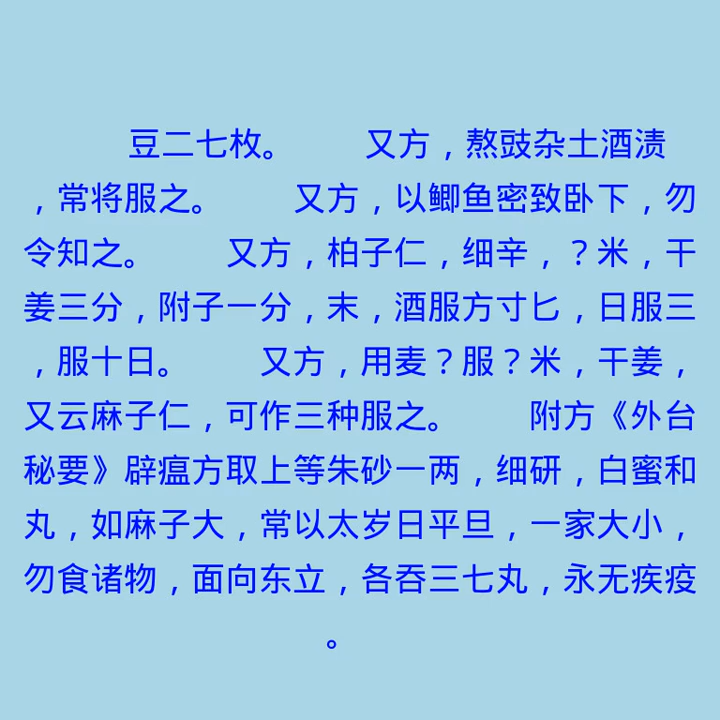 豆二七枚。　　又方，熬豉杂土酒渍
，常将服之。　　又方，以鲫鱼密致卧下，勿
令知之。　　又方，柏子仁，细辛，？米，干
姜三分，附子一分，末，酒服方寸匕，日服三
，服十日。　　又方，用麦？服？米，干姜，
又云麻子仁，可作三种服之。　　附方《外台
秘要》辟瘟方取上等朱砂一两，细研，白蜜和
丸，如麻子大，常以太岁日平旦，一家大小，
勿食诸物，面向东立，各吞三七丸，永无疾疫
。